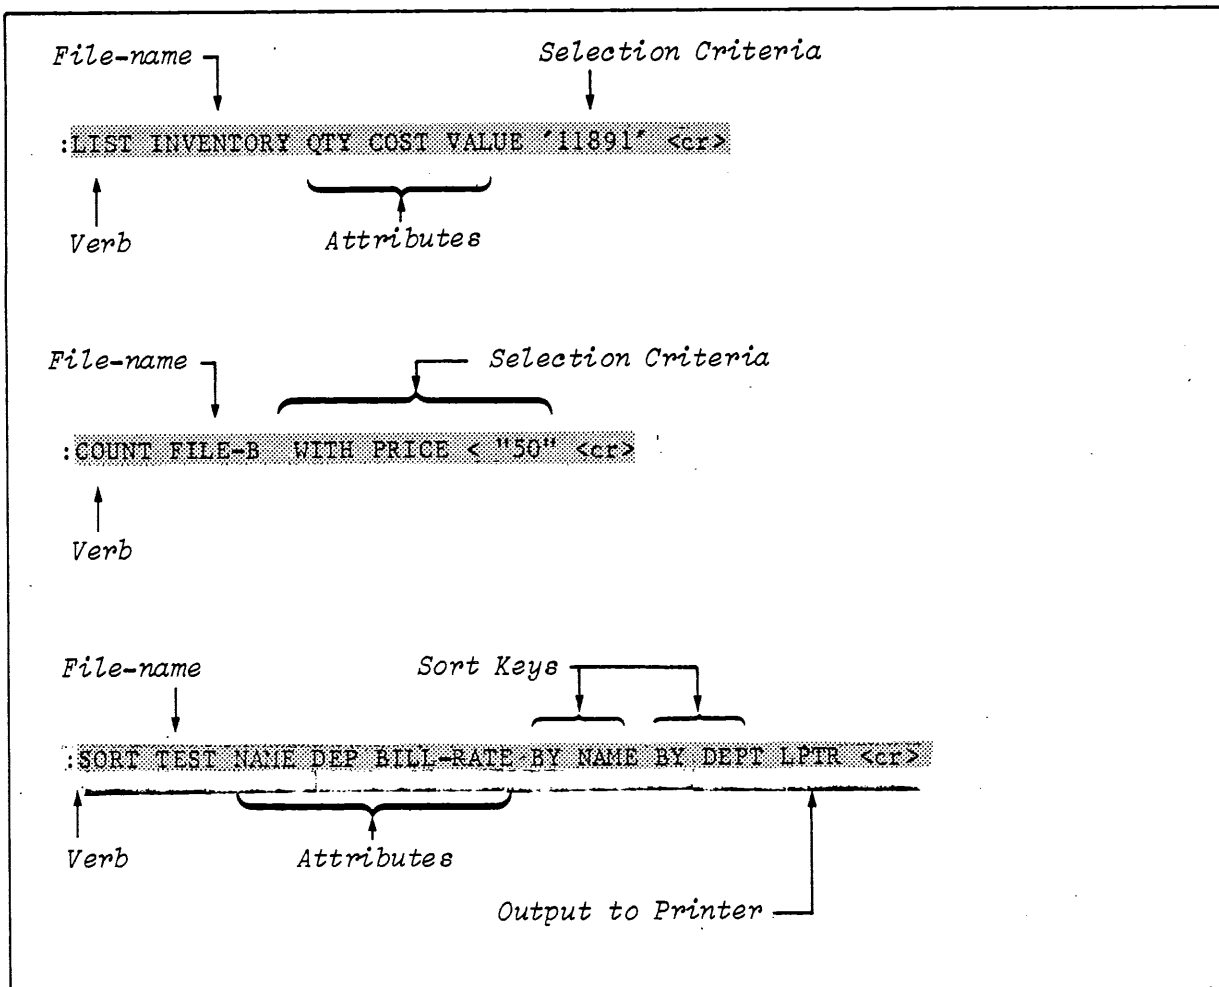 File-name Selection Criteria
:LIST INVENTORY QTY COST VALUE '11891' <cr>
Verb Attributes
File-name Selection Criteria
:COUNT FILE-B WITH PRICE < "50" <cr>
Verb
File-name Sort Keys
:SORT TEST NAME DEP BILL-RATE BY NAME BY DEPT LPTR <cr>
Verb Attributes
Output to Printer